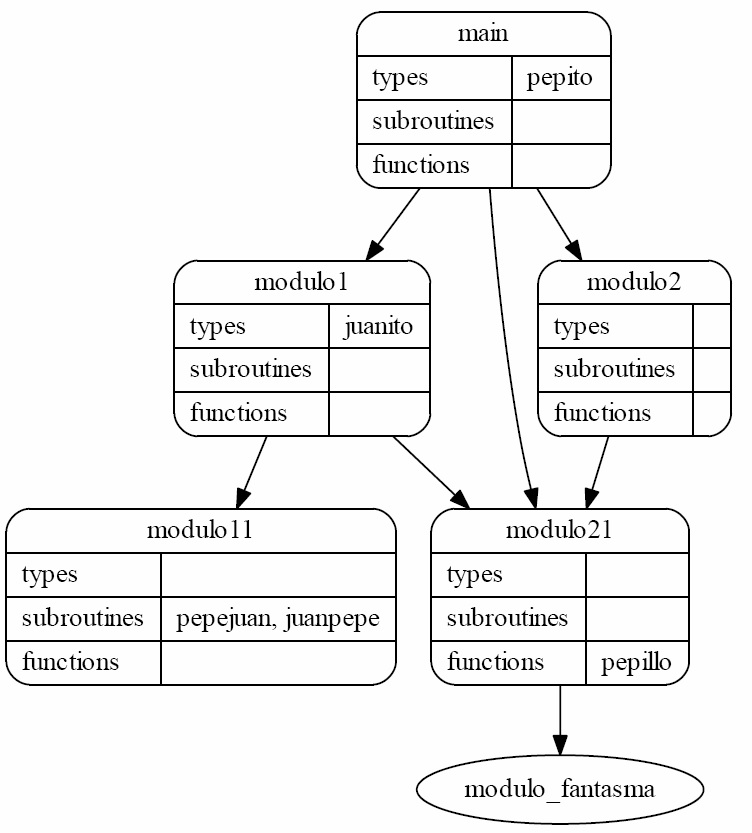 main
types pepito
subroutines
functions
modulo1
types juanito
subroutines
functions
modulo2
types
subroutines
functions
modulo11
types
subroutines pepejuan, juanpepe
functions
modulo21
types
subroutines
functions pepillo
modulo_fantasma